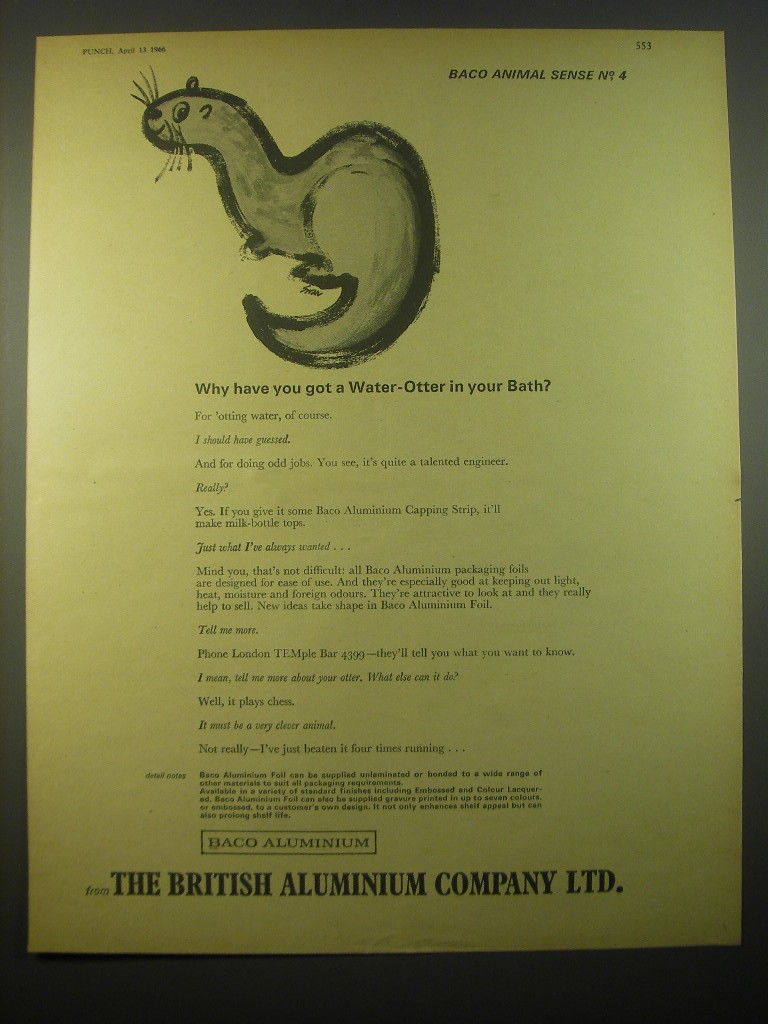 PUNCH, April 13 1966
553
BACO ANIMAL SENSE Nº 4
Why have you got a Water-Otter in your Bath?
For 'otting water, of course.
I should have guessed.
And for doing odd jobs. You see, it's quite a talented engineer.
Really?
Yes. If you give it some Baco Aluminium Capping Strip, it'll
make milk-bottle tops.
Just what I've always wanted . . .
Mind you, that's not difficult: all Baco Aluminium packaging foils
are designed for ease of use. And they're especially good at keeping out light,
heat, moisture and foreign odours. They're attractive to look at and they really
help to sell. New ideas take shape in Baco Aluminium Foil.
Tell me more.
Phone London TEMple Bar 4399—they'll tell you what you want to know.
I mean, tell me more about your otter. What else can it do?
Well, it plays chess.
It must be a very clever animal.
Not really—I've just beaten it four times running . . .
detail notes
Baco Aluminium Foil can be supplied unlaminated or bonded to a wide range of
other materials to suit all packaging requirements.
Available in a variety of standard finishes including Embossed and Colour Lacquer-
ed. Baco Aluminium Foil can also be supplied gravure printed in up to seven colours,
or embossed, to a customer's own design. It not only enhances shelf appeal but can
also prolong shelf life.
BACO ALUMINIUM
from THE BRITISH ALUMINIUM COMPANY LTD.